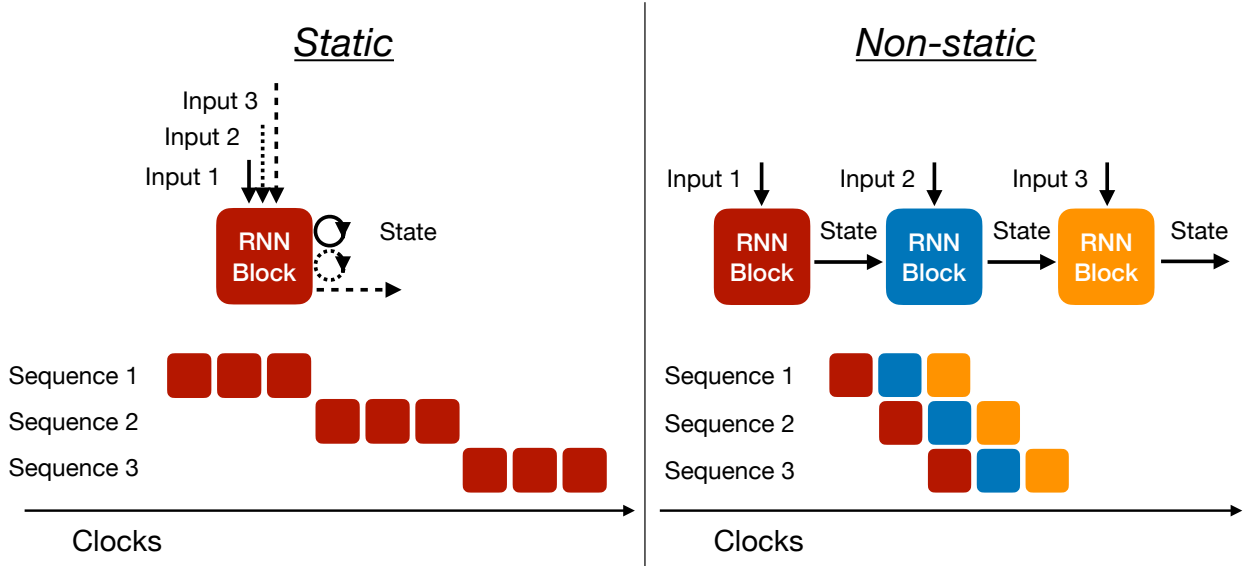 Static
Input 3
Input 2
Input 1
RNN
Block
State
Sequence 1
Sequence 2
Sequence 3
Clocks
Non-static
Input 1
Input 2
Input 3
RNN
Block
State
RNN
Block
State
RNN
Block
State
Sequence 1
Sequence 2
Sequence 3
Clocks